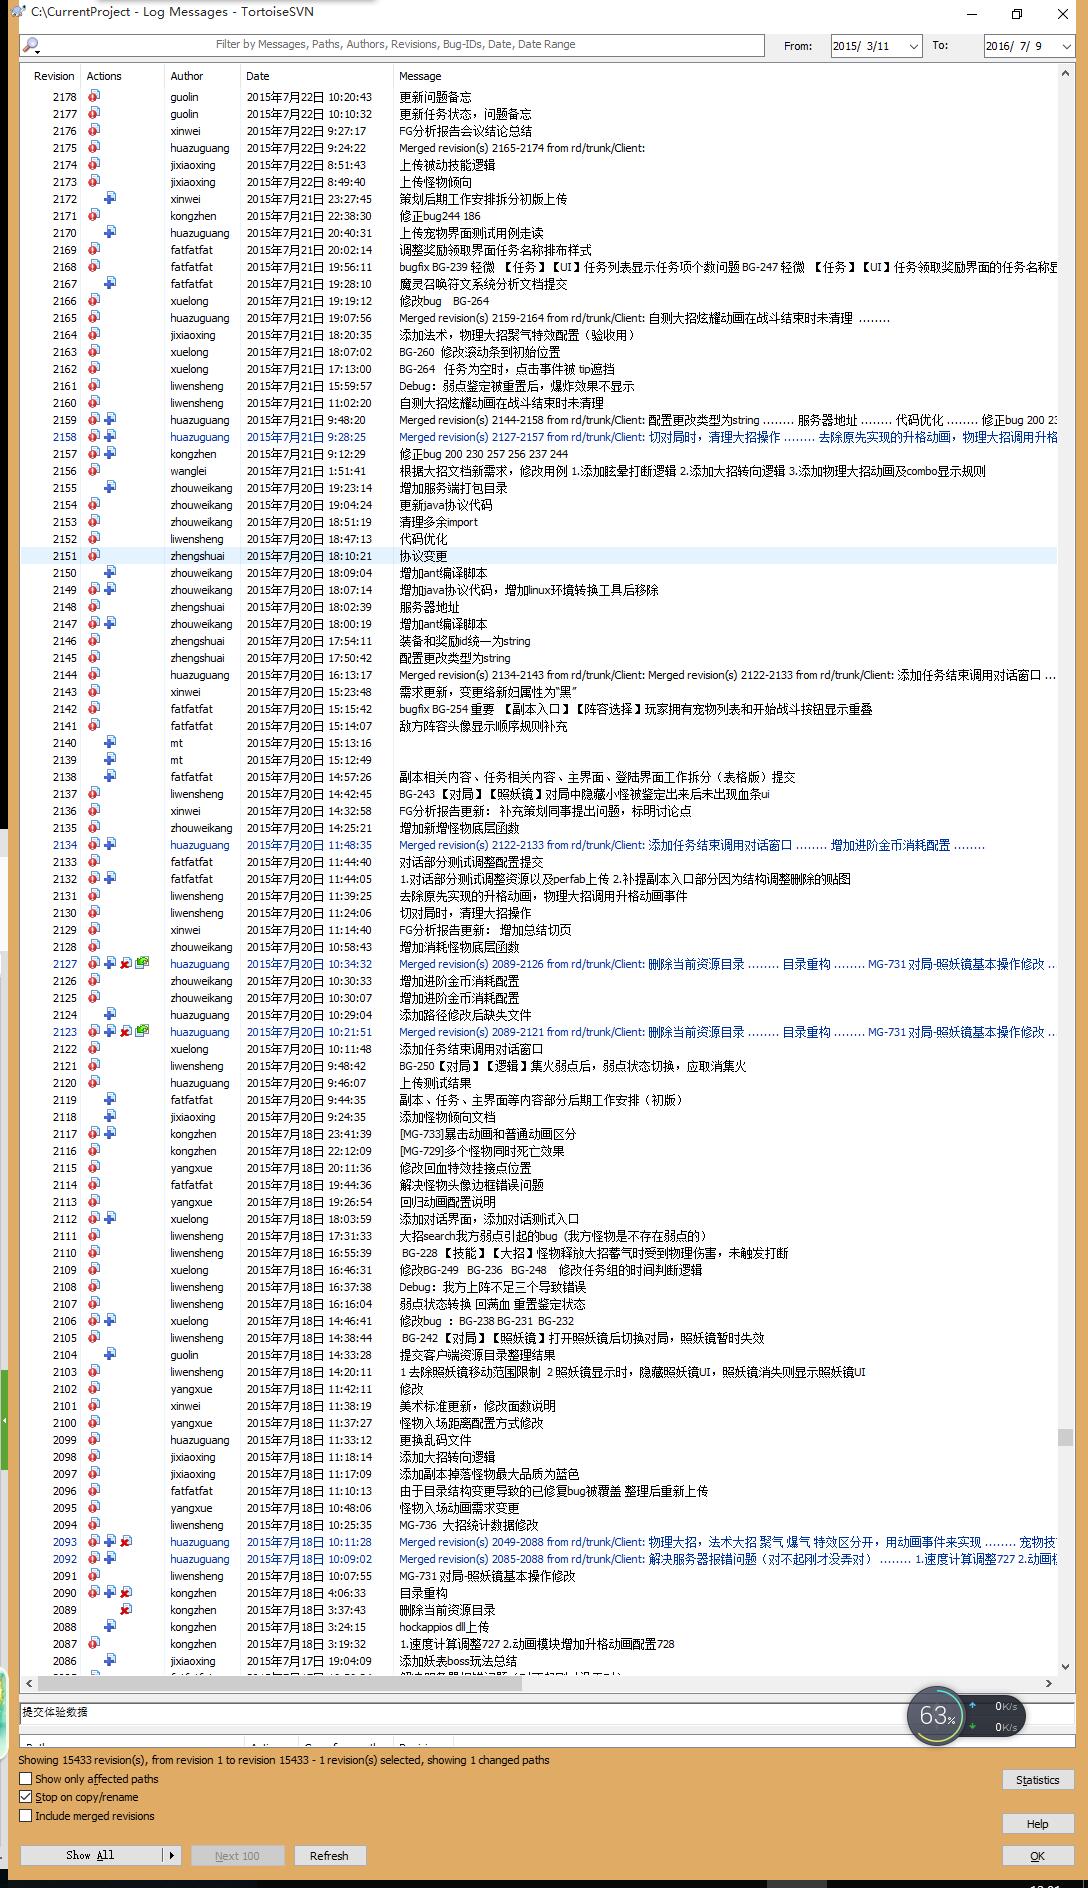 C:\CurrentProject - Log Messages - TortoiseSVN
Filter by Messages, Paths, Authors, Revisions, Bug-IDs, Date, Date Range From: 2015/ 3/11 To: 2016/ 7/ 9
Revision Actions Author Date Message
2178 guolin 2015年7月22日 10:20:43 更新问题备忘
2177 guolin 2015年7月22日 10:10:32 更新任务状态，问题备忘
2176 xinwei 2015年7月22日 9:27:17 FG分析报告会议结论总结
2175 huazuguang 2015年7月22日 9:24:22 Merged revision(s) 2165-2174 from rd/trunk/Client:
2174 jixiaoxing 2015年7月22日 8:51:43 上传被动技能逻辑
2173 jixiaoxing 2015年7月22日 8:49:40 上传怪物倾向
2172 xinwei 2015年7月21日 23:27:45 策划后期工作安排拆分初版上传
2171 kongzhen 2015年7月21日 22:38:30 修正bug244 186
2170 huazuguang 2015年7月21日 20:40:31 上传宠物界面测试用例走读
2169 fatfatfat 2015年7月21日 20:02:14 调整奖励领取界面任务名称排布样式
2168 fatfatfat 2015年7月21日 19:56:11 bugfix BG-239 轻微 【任务】【UI】任务列表显示任务项个数问题 BG-247 轻微 【任务】【UI】任务领取奖励界面的任务名称显
2167 fatfatfat 2015年7月21日 19:28:10 魔灵召唤符文系统分析文档提交
2166 xuelong 2015年7月21日 19:19:12 修改bug BG-264
2165 huazuguang 2015年7月21日 19:07:56 Merged revision(s) 2159-2164 from rd/trunk/Client: 自测大招炫耀动画在战斗结束时未清理 ........
2164 jixiaoxing 2015年7月21日 18:20:35 添加法术，物理大招聚气特效配置（验收用）
2163 xuelong 2015年7月21日 18:07:02 BG-260 修改滚动条到初始位置
2162 xuelong 2015年7月21日 17:13:00 BG-264 任务为空时，点击事件被 tip遮挡
2161 liwensheng 2015年7月21日 15:59:57 Debug：弱点鉴定被重置后，爆炸效果不显示
2160 liwensheng 2015年7月21日 11:02:20 自测大招炫耀动画在战斗结束时未清理
2159 huazuguang 2015年7月21日 9:48:20 Merged revision(s) 2144-2158 from rd/trunk/Client: 配置更改类型为string ........ 服务器地址 ........ 代码优化 ........ 修正bug 200 23
2158 huazuguang 2015年7月21日 9:28:25 Merged revision(s) 2127-2157 from rd/trunk/Client: 切对局时，清理大招操作 ........ 去除原先实现的升格动画，物理大招调用升格
2157 kongzhen 2015年7月21日 9:12:29 修正bug 200 230 257 256 237 244
2156 wanglei 2015年7月21日 1:51:41 根据大招文档新需求，修改用例 1.添加眩晕打断逻辑 2.添加大招转向逻辑 3.添加物理大招动画及combo显示规则
2155 zhouweikang 2015年7月20日 19:23:14 增加服务端打包目录
2154 zhouweikang 2015年7月20日 19:04:24 更新java协议代码
2153 zhouweikang 2015年7月20日 18:51:19 清理多余import
2152 liwensheng 2015年7月20日 18:47:13 代码优化
2151 zhengshuai 2015年7月20日 18:10:21 协议变更
2150 zhouweikang 2015年7月20日 18:09:04 增加ant编译脚本
2149 zhouweikang 2015年7月20日 18:07:14 增加java协议代码，增加linux环境转换工具后移除
2148 zhengshuai 2015年7月20日 18:02:39 服务器地址
2147 zhouweikang 2015年7月20日 18:00:19 增加ant编译脚本
2146 zhengshuai 2015年7月20日 17:54:11 装备和奖励id统一为string
2145 zhengshuai 2015年7月20日 17:50:42 配置更改类型为string
2144 huazuguang 2015年7月20日 16:13:17 Merged revision(s) 2134-2143 from rd/trunk/Client: Merged revision(s) 2122-2133 from rd/trunk/Client: 添加任务结束调用对话窗口 ...
2143 xinwei 2015年7月20日 15:23:48 需求更新，变更络新妇属性为“黑”
2142 fatfatfat 2015年7月20日 15:15:42 bugfix BG-254 重要 【副本入口】【阵容选择】玩家拥有宠物列表和开始战斗按钮显示重叠
2141 fatfatfat 2015年7月20日 15:14:07 敌方阵容头像显示顺序规则补充
2140 mt 2015年7月20日 15:13:16
2139 mt 2015年7月20日 15:12:49
2138 fatfatfat 2015年7月20日 14:57:26 副本相关内容、任务相关内容、主界面、登陆界面工作拆分（表格版）提交
2137 liwensheng 2015年7月20日 14:42:45 BG-243【对局】【照妖镜】对局中隐藏小怪被鉴定出来后未出现血条ui
2136 xinwei 2015年7月20日 14:32:58 FG分析报告更新：补充策划同事提出问题，标明讨论点
2135 zhouweikang 2015年7月20日 14:25:21 增加新增怪物底层函数
2134 huazuguang 2015年7月20日 11:48:35 Merged revision(s) 2122-2133 from rd/trunk/Client: 添加任务结束调用对话窗口 ........ 增加进阶金币消耗配置 ........
2133 fatfatfat 2015年7月20日 11:44:40 对话部分测试调整配置提交
2132 fatfatfat 2015年7月20日 11:44:05 1.对话部分测试调整资源以及perfab上传 2.补提副本入口部分因为结构调整删除的贴图
2131 liwensheng 2015年7月20日 11:39:25 去除原先实现的升格动画，物理大招调用升格动画事件
2130 liwensheng 2015年7月20日 11:24:06 切对局时，清理大招操作
2129 xinwei 2015年7月20日 11:14:40 FG分析报告更新：增加总结切页
2128 zhouweikang 2015年7月20日 10:58:43 增加消耗怪物底层函数
2127 huazuguang 2015年7月20日 10:34:32 Merged revision(s) 2089-2126 from rd/trunk/Client: 删除当前资源目录 ........ 目录重构 ........ MG-731 对局-照妖镜基本操作修改 ...
2126 zhouweikang 2015年7月20日 10:30:33 增加进阶金币消耗配置
2125 zhouweikang 2015年7月20日 10:30:07 增加进阶金币消耗配置
2124 huazuguang 2015年7月20日 10:29:04 添加路径修改后缺失文件
2123 huazuguang 2015年7月20日 10:21:51 Merged revision(s) 2089-2121 from rd/trunk/Client: 删除当前资源目录 ........ 目录重构 ........ MG-731 对局-照妖镜基本操作修改 ...
2122 xuelong 2015年7月20日 10:11:48 添加任务结束调用对话窗口
2121 liwensheng 2015年7月20日 9:48:42 BG-250【对局】【逻辑】集火弱点后，弱点状态切换，应取消集火
2120 huazuguang 2015年7月20日 9:46:07 上传测试结果
2119 fatfatfat 2015年7月20日 9:44:35 副本、任务、主界面等内容部分后期工作安排（初版）
2118 jixiaoxing 2015年7月20日 9:24:35 添加怪物倾向文档
2117 kongzhen 2015年7月18日 23:41:39 [MG-733]暴击动画和普通动画区分
2116 kongzhen 2015年7月18日 22:12:09 [MG-729]多个怪物同时死亡效果
2115 yangxue 2015年7月18日 20:11:36 修改回血特效挂接点位置
2114 fatfatfat 2015年7月18日 19:44:36 解决怪物头像边框错误问题
2113 yangxue 2015年7月18日 19:26:54 回归动画配置说明
2112 xuelong 2015年7月18日 18:03:59 添加对话界面，添加对话测试入口
2111 liwensheng 2015年7月18日 17:31:33 大招search我方弱点引起的bug（我方怪物是不存在弱点的）
2110 liwensheng 2015年7月18日 16:55:39 BG-228 【技能】【大招】怪物释放大招蓄气时受到物理伤害，未触发打断
2109 xuelong 2015年7月18日 16:46:31 修改BG-249 BG-236 BG-248 修改任务组的时间判断逻辑
2108 liwensheng 2015年7月18日 16:37:38 Debug：我方上阵不足三个导致错误
2107 liwensheng 2015年7月18日 16:16:04 弱点状态转换 回满血 重置鉴定状态
2106 xuelong 2015年7月18日 14:46:41 修改bug ：BG-238 BG-231 BG-232
2105 liwensheng 2015年7月18日 14:38:44 BG-242 【对局】【照妖镜】打开照妖镜后切换对局，照妖镜暂时失效
2104 guolin 2015年7月18日 14:33:28 提交客户端资源目录整理结果
2103 liwensheng 2015年7月18日 14:20:11 1 去除照妖镜移动范围限制 2 照妖镜显示时，隐藏照妖镜UI，照妖镜消失则显示照妖镜UI
2102 yangxue 2015年7月18日 11:42:11 修改
2101 xinwei 2015年7月18日 11:38:19 美术标准更新，修改面数说明
2100 yangxue 2015年7月18日 11:37:27 怪物入场距离配置方式修改
2099 huazuguang 2015年7月18日 11:33:12 更换乱码文件
2098 jixiaoxing 2015年7月18日 11:18:14 添加大招转向逻辑
2097 jixiaoxing 2015年7月18日 11:17:09 添加副本掉落怪物最大品质为蓝色
2096 fatfatfat 2015年7月18日 11:10:13 由于目录结构变更导致的已修复bug被覆盖 整理后重新上传
2095 yangxue 2015年7月18日 10:48:06 怪物入场动画需求变更
2094 liwensheng 2015年7月18日 10:25:35 MG-736 大招统计数据修改
2093 huazuguang 2015年7月18日 10:11:28 Merged revision(s) 2049-2088 from rd/trunk/Client: 物理大招，法术大招 聚气 爆气 特效区分开，用动画事件来实现 ........ 宠物技
2092 huazuguang 2015年7月18日 10:09:02 Merged revision(s) 2085-2088 from rd/trunk/Client: 解决服务器报错问题（对不起刚才没弄对） ........ 1.速度计算调整727 2.动画模
2091 liwensheng 2015年7月18日 10:07:55 MG-731 对局-照妖镜基本操作修改
2090 kongzhen 2015年7月18日 4:06:33 目录重构
2089 kongzhen 2015年7月18日 3:37:43 删除当前资源目录
2088 kongzhen 2015年7月18日 3:24:15 hockappios dll上传
2087 kongzhen 2015年7月18日 3:19:32 1.速度计算调整727 2.动画模块增加升格动画配置728
2086 jixiaoxing 2015年7月17日 19:04:09 添加妖表boss玩法总结
提交体验数据
63% 0K/s
0K/s
Showing 15433 revision(s), from revision 1 to revision 15433 - 1 revision(s) selected, showing 1 changed paths
Show only affected paths
Statistics
Stop on copy/rename
Include merged revisions
Help
Show All Next 100 Refresh OK